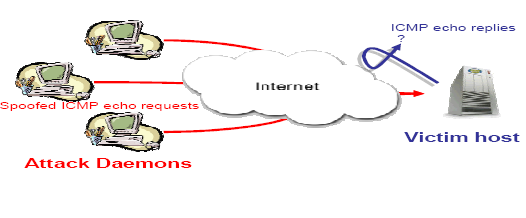 ICMP echo replies
?
Internet
Spoofed ICMP echo requests
Victim host
Attack Daemons